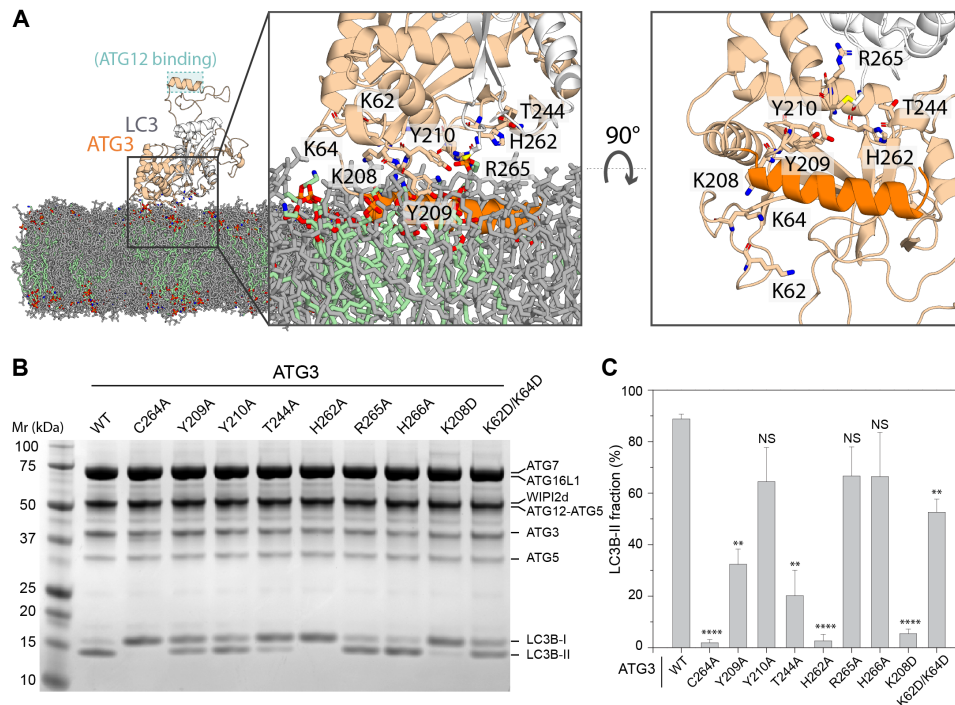 A
(ATG12 binding)
LC3
ATG3
K62
K64
Y210
T244
H262
K208
R265
Y209
90°
R265
Y210
T244
Y209
H262
K208
K64
K62
B
ATG3
WT
C264A
Y209A
Y210A
T244A
H262A
R265A
H266A
K208D
K62D/K64D
Mr (kDa)
100
75
50
37
25
20
15
10
ATG7
ATG16L1
WIPI2d
ATG12-ATG5
ATG3
ATG5
LC3B-I
LC3B-II
C
LC3B-II fraction (%)
100
80
60
40
20
0
****
**
NS
**
****
NS
NS
****
**
ATG3
WT
C264A
Y209A
Y210A
T244A
H262A
R265A
H266A
K208D
K62D/K64D